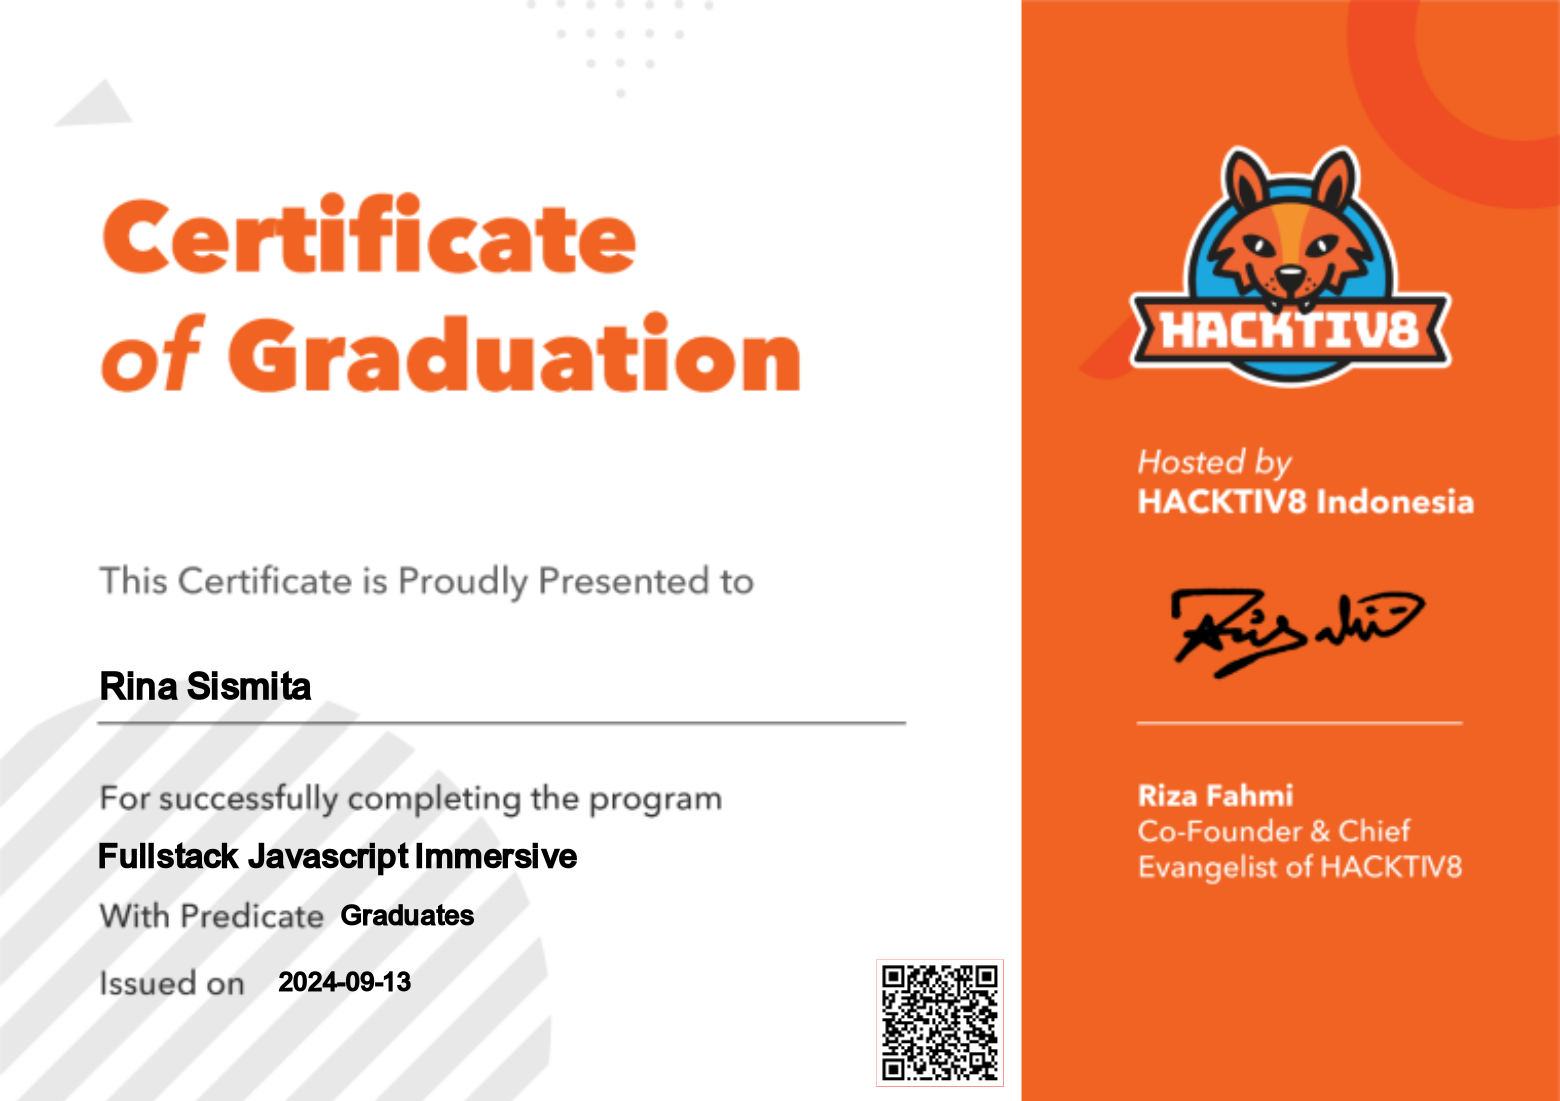 Certificate
of Graduation
This Certificate is Proudly Presented to
Rina Sismita
For successfully completing the program
Fullstack Javascript Immersive
With Predicate Graduates
Issued on 2024-09-13
HACKTIV8
Hosted by
HACKTIV8 Indonesia
Riza Fahmi
Co-Founder & Chief
Evangelist of HACKTIV8